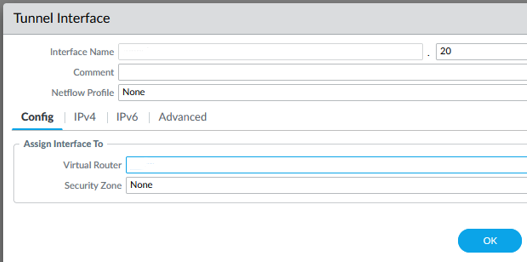 Tunnel Interface
Interface Name . 20
Comment
Netflow Profile None
Config IPv4 IPv6 Advanced
Assign Interface To
Virtual Router
Security Zone None
OK